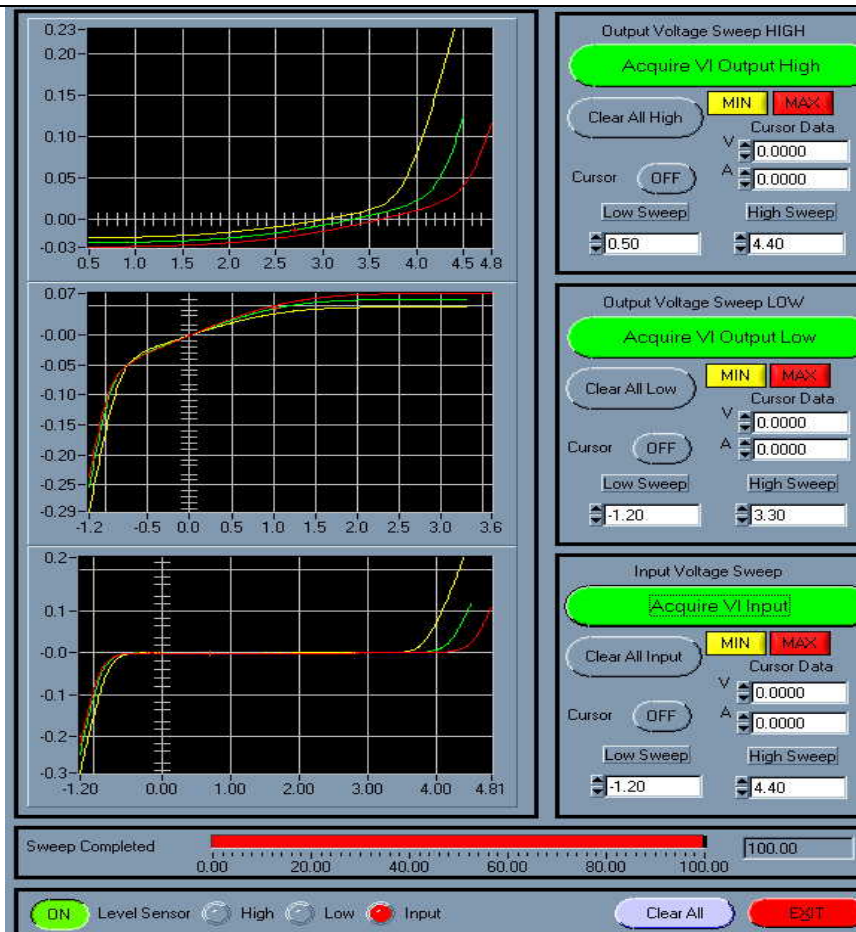 0.23
0.20
0.15
0.10
0.05
0.00
-0.03
0.5 1.0 1.5 2.0 2.5 3.0 3.5 4.0 4.5 4.8
0.07
-0.00
-0.05
-0.10
-0.15
-0.20
-0.25
-0.29
-1.2 -0.5 0.0 0.5 1.0 1.5 2.0 2.5 3.0 3.6
0.2
0.1
-0.0
-0.1
-0.2
-0.3
-1.20 0.00 1.00 2.00 3.00 4.00 4.81
Output Voltage Sweep HIGH
Acquire VI Output High
Clear All High
MIN MAX
Cursor Data
V 0.0000
A 0.0000
Cursor OFF
Low Sweep High Sweep
0.50 4.40
Output Voltage Sweep LOW
Acquire VI Output Low
Clear All Low
MIN MAX
Cursor Data
V 0.0000
A 0.0000
Cursor OFF
Low Sweep High Sweep
-1.20 3.30
Input Voltage Sweep
Acquire VI Input
Clear All Input
MIN MAX
Cursor Data
V 0.0000
A 0.0000
Cursor OFF
Low Sweep High Sweep
-1.20 4.40
Sweep Completed
0.00 20.00 40.00 60.00 80.00 100.00
100.00
ON Level Sensor High Low Input Clear All EXIT